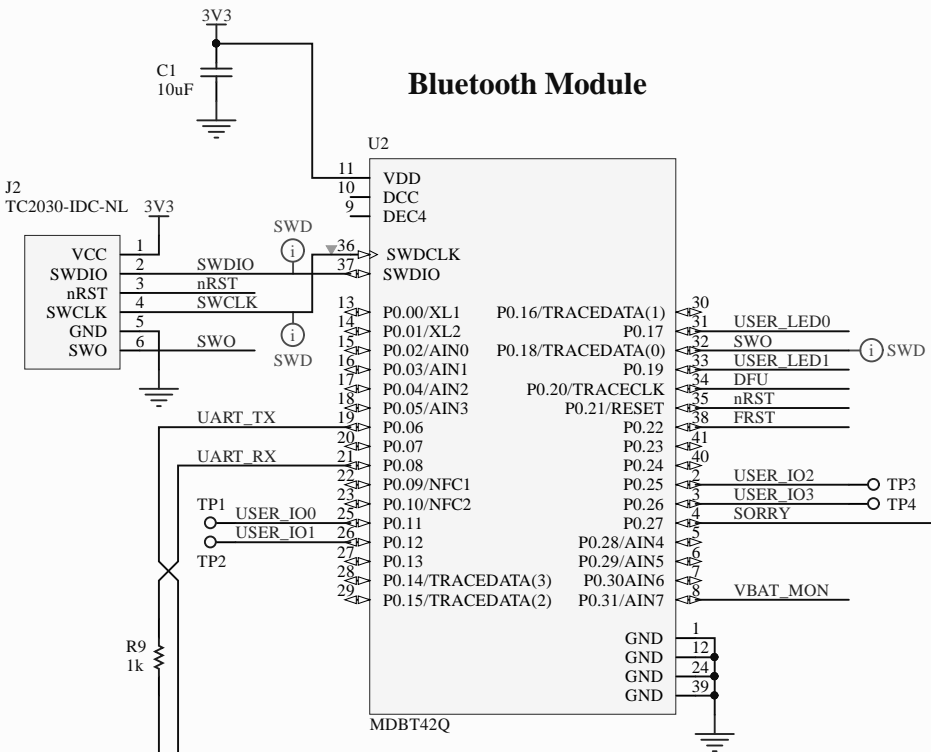 3V3
C1
10uF
Bluetooth Module
U2
J2
TC2030-IDC-NL
3V3
VCC 1
SWDIO 2 SWDIO
nRST 3 nRST
SWCLK 4 SWCLK
GND 5
SWO 6 SWO
SWD
i
i
SWD
11 VDD
10 DCC
9 DEC4
36 SWDCLK
37 SWDIO
13 P0.00/XL1
14 P0.01/XL2
15 P0.02/AIN0
16 P0.03/AIN1
17 P0.04/AIN2
18 P0.05/AIN3
UART_TX 19 P0.06
20 P0.07
UART_RX 21 P0.08
22 P0.09/NFC1
23 P0.10/NFC2
TP1 USER_IO0 25 P0.11
TP2 USER_IO1 26 P0.12
27 P0.13
28 P0.14/TRACEDATA(3)
29 P0.15/TRACEDATA(2)
P0.16/TRACEDATA(1) 30
P0.17 31 USER_LED0
P0.18/TRACEDATA(0) 32 SWO i SWD
P0.19 33 USER_LED1
P0.20/TRACECLK 34 DFU
P0.21/RESET 35 nRST
P0.22 38 FRST
P0.23 41
P0.24 40
P0.25 2 USER_IO2 TP3
P0.26 3 USER_IO3 TP4
P0.27 4 SORRY
P0.28/AIN4 5
P0.29/AIN5 6
P0.30AIN6 7
P0.31/AIN7 8 VBAT_MON
GND 1
GND 12
GND 24
GND 39
R9
1k
MDBT42Q